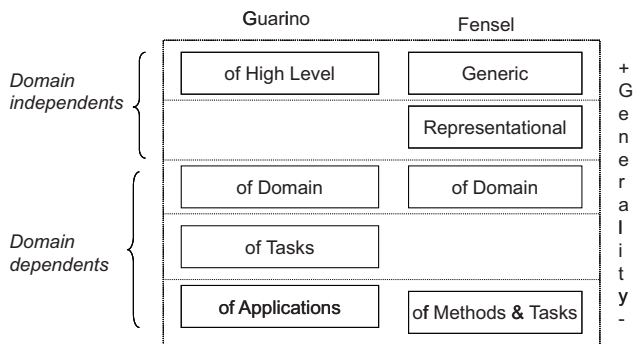 Guarino
Fensel
Domain
independents
of High Level
Generic
Representational
Domain
dependents
of Domain
of Domain
of Tasks
of Applications
of Methods & Tasks
+Generality-